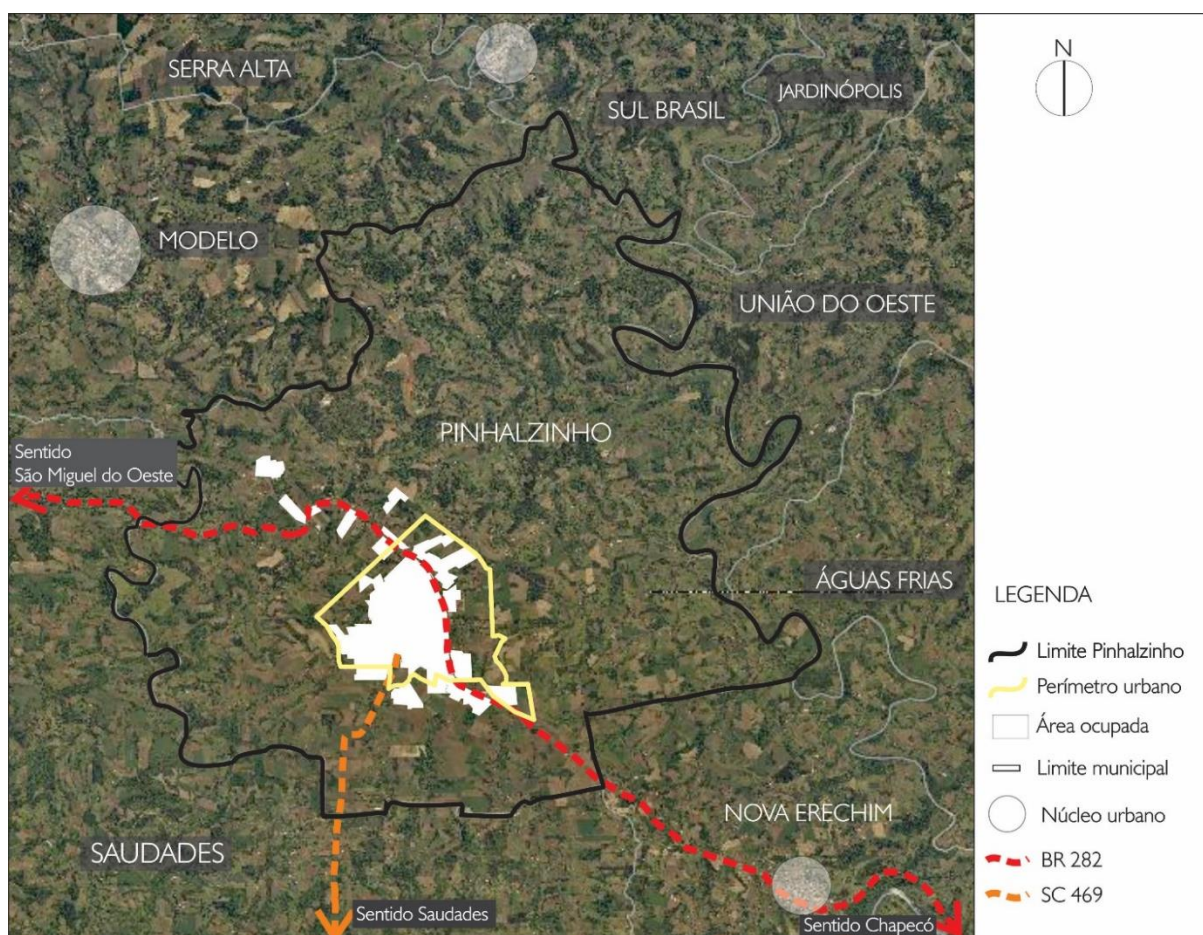 SERRA ALTA
SUL BRASIL
JARDINÓPOLIS
N
MODELO
UNIÃO DO OESTE
PINHALZINHO
Sentido
São Miguel do Oeste
ÁGUAS FRIAS
NOVA ERECHIM
SAUDADES
Sentido Saudades
Sentido Chapecó
LEGENDA
Limite Pinhalzinho
Perímetro urbano
Área ocupada
Limite municipal
Núcleo urbano
BR 282
SC 469